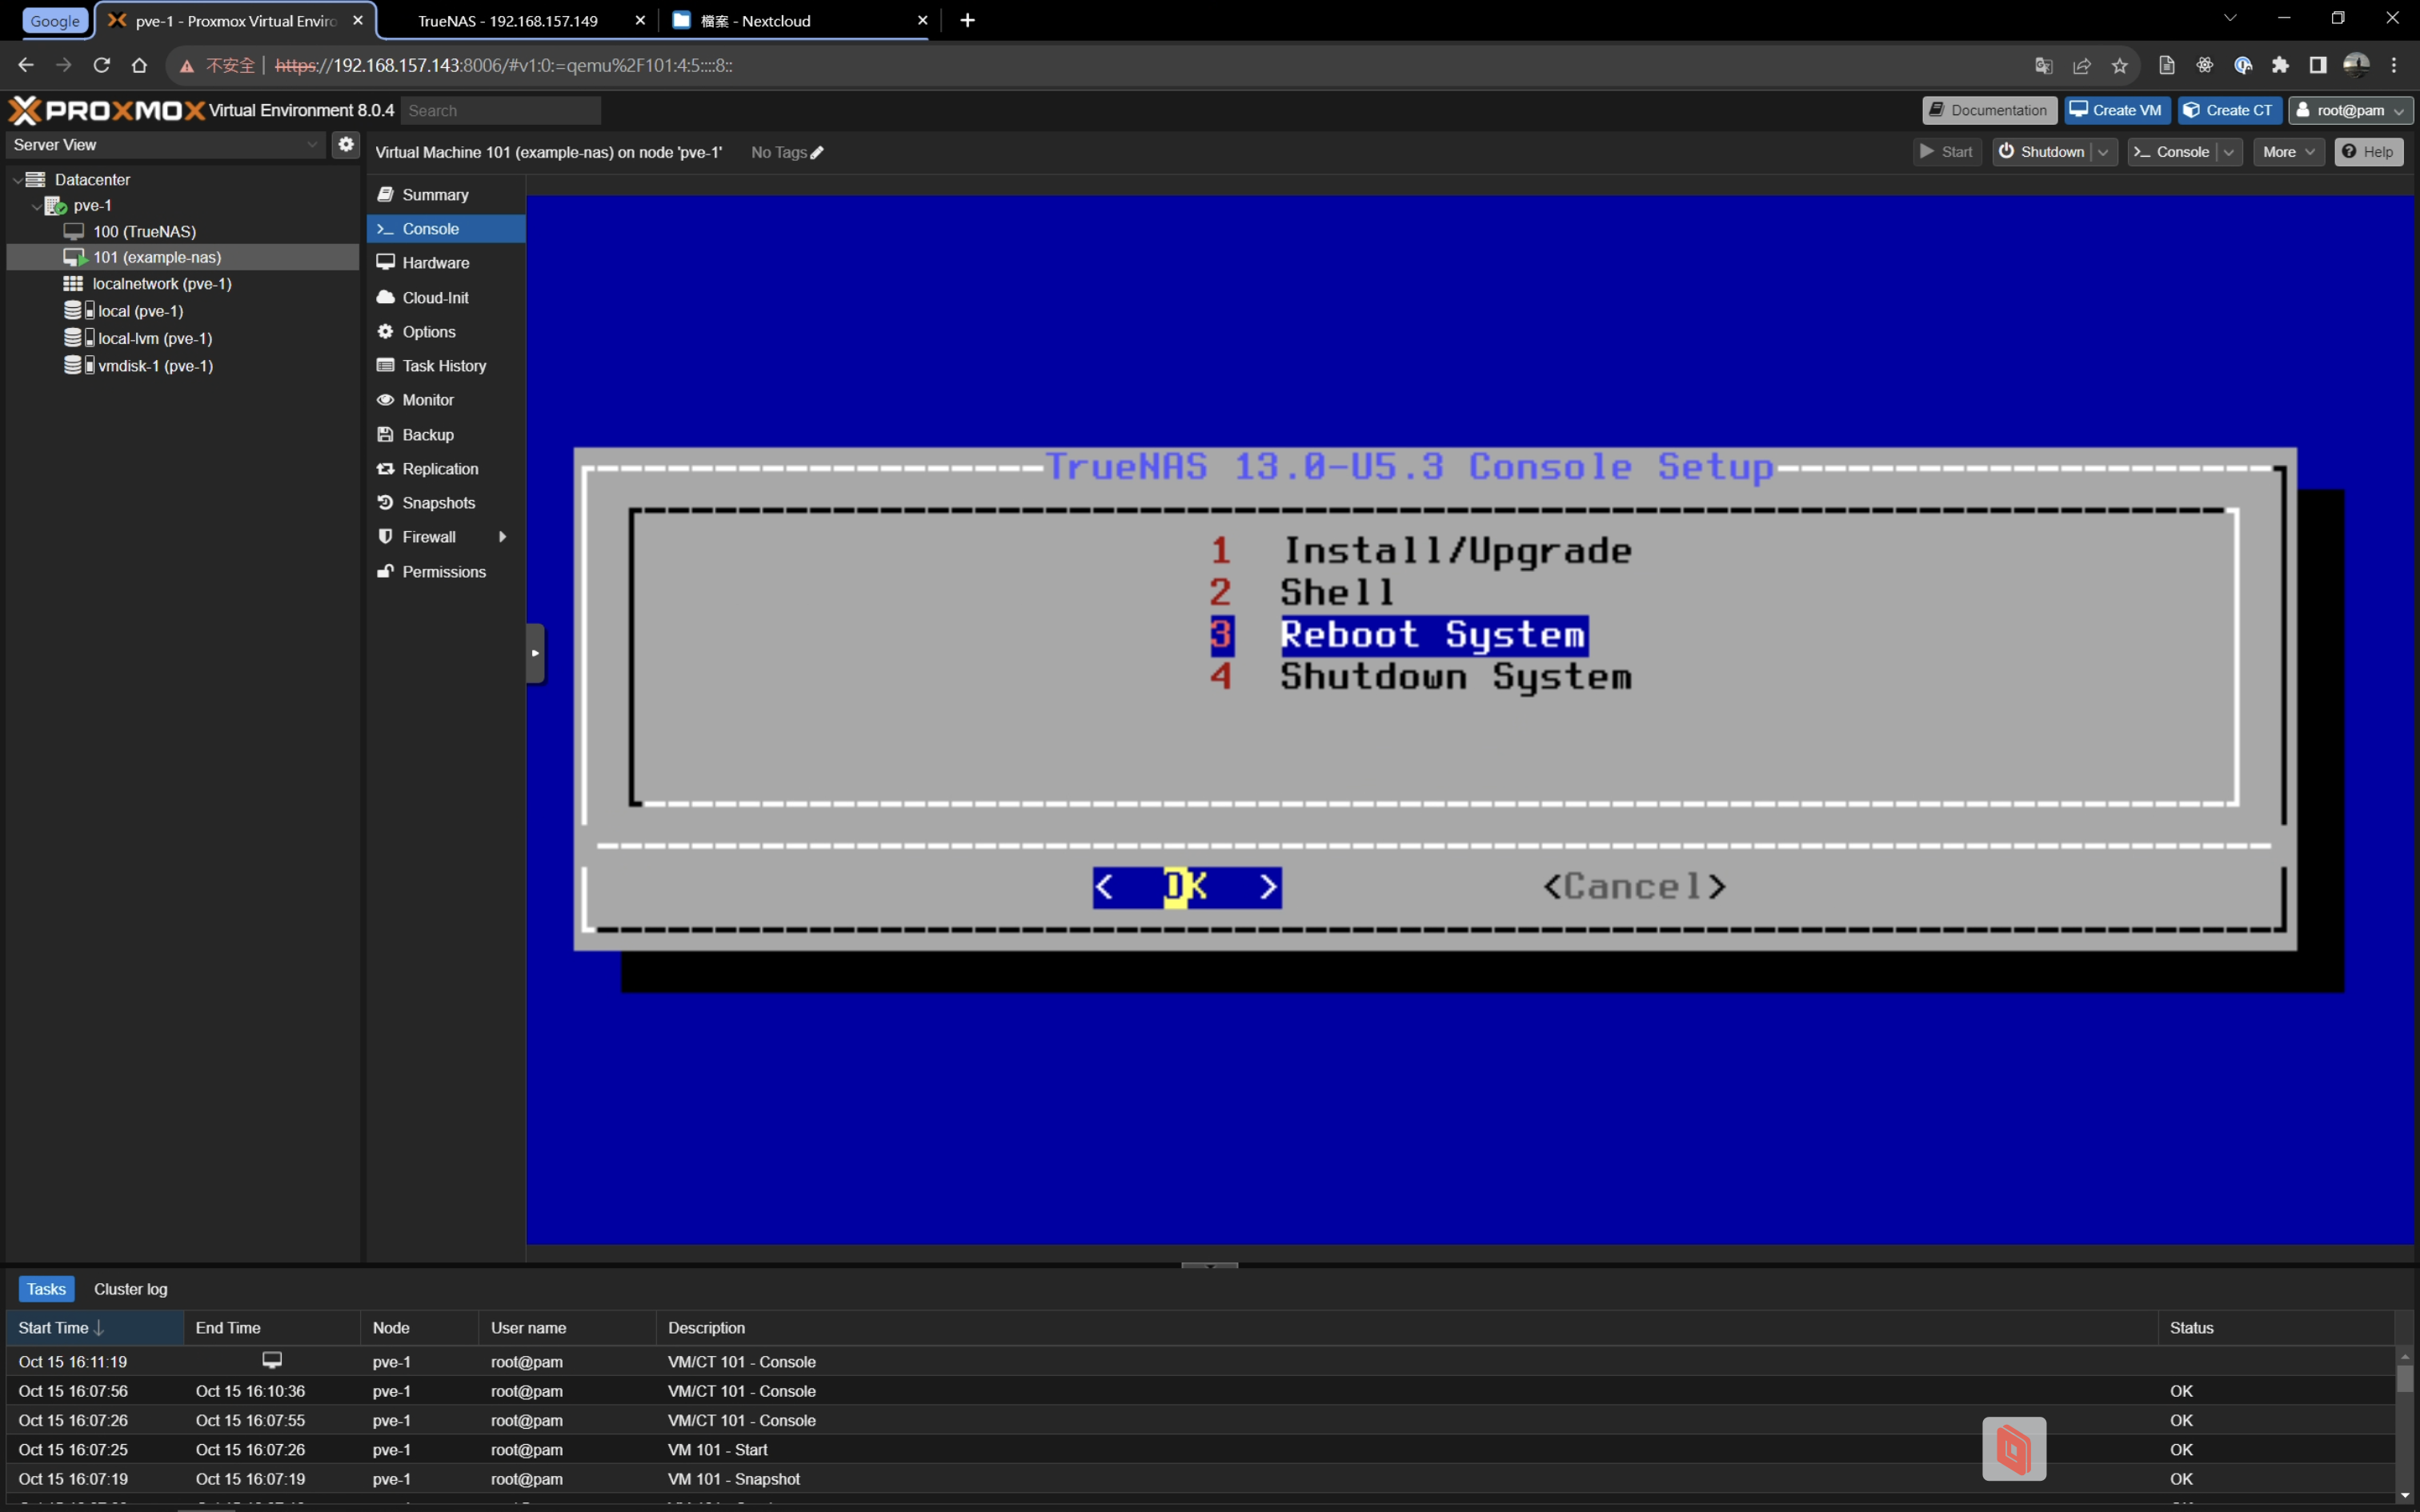 Google
pve-1 - Proxmox Virtual Enviro
TrueNAS - 192.168.157.149
檔案 - Nextcloud
不安全 https://192.168.157.143:8006/#v1:0:=qemu%2F101:4:5::::8::
PROXMOX Virtual Environment 8.0.4
Search
Documentation
Create VM
Create CT
root@pam
Server View
Virtual Machine 101 (example-nas) on node 'pve-1'
No Tags
Start
Shutdown
Console
More
Help
Datacenter
pve-1
100 (TrueNAS)
101 (example-nas)
localnetwork (pve-1)
local (pve-1)
local-lvm (pve-1)
vmdisk-1 (pve-1)
Summary
Console
Hardware
Cloud-Init
Options
Task History
Monitor
Backup
Replication
Snapshots
Firewall
Permissions
TrueNAS 13.0-U5.3 Console Setup
1 Install/Upgrade
2 Shell
3 Reboot System
4 Shutdown System
< OK >
<Cancel>
Tasks
Cluster log
Start Time End Time Node User name Description Status
Oct 15 16:11:19 pve-1 root@pam VM/CT 101 - Console
Oct 15 16:07:56 Oct 15 16:10:36 pve-1 root@pam VM/CT 101 - Console OK
Oct 15 16:07:26 Oct 15 16:07:55 pve-1 root@pam VM/CT 101 - Console OK
Oct 15 16:07:25 Oct 15 16:07:26 pve-1 root@pam VM 101 - Start OK
Oct 15 16:07:19 Oct 15 16:07:19 pve-1 root@pam VM 101 - Snapshot OK